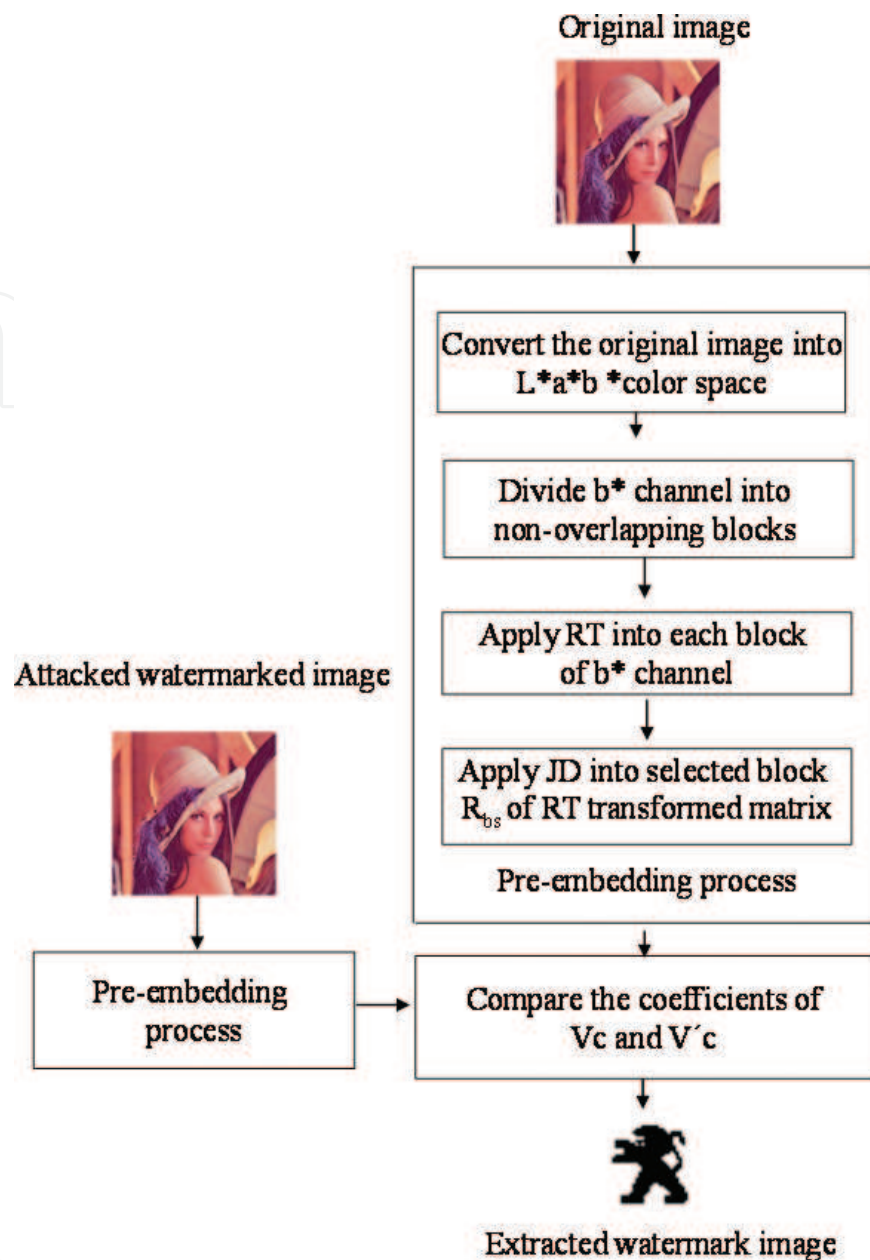 Original image
Convert the original image into
L*a*b *color space
Divide b* channel into
non-overlapping blocks
Apply RT into each block
of b* channel
Attacked watermarked image
Apply JD into selected block
R_bs of RT transformed matrix
Pre-embedding process
Pre-embedding
process
Compare the coefficients of
Vc and V´c
Extracted watermark image